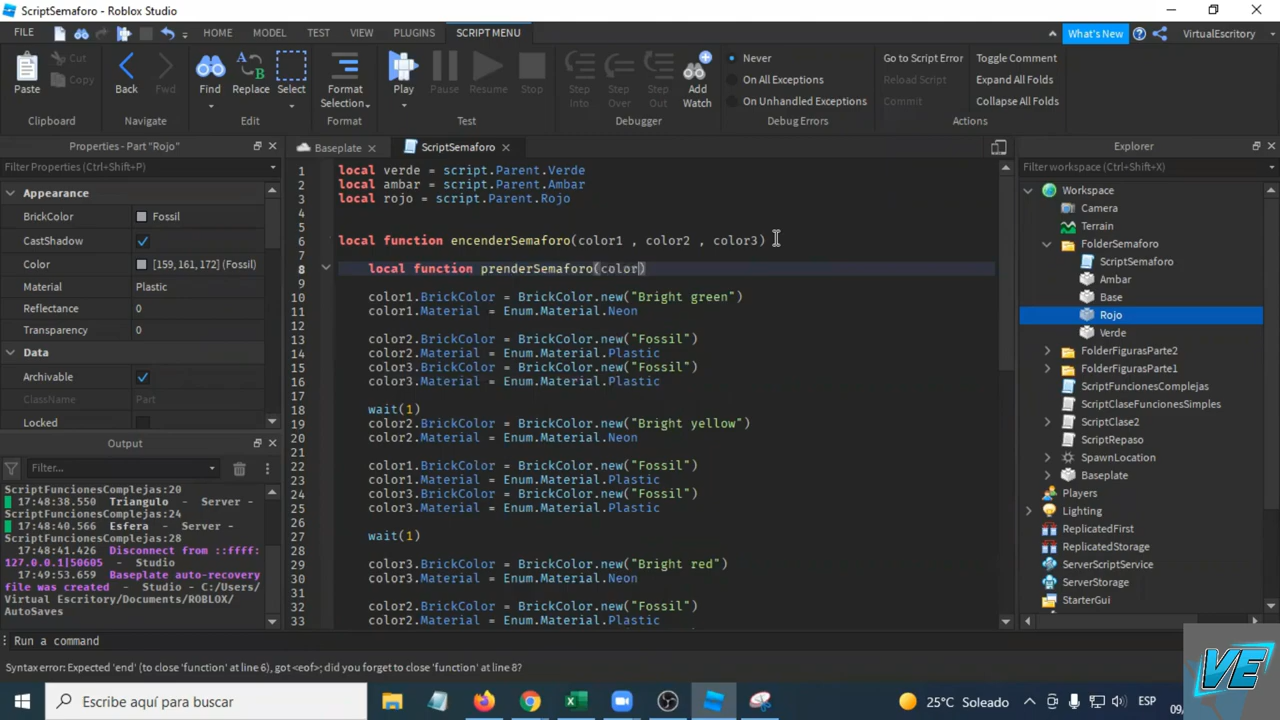 ScriptSemaforo - Roblox Studio
FILE HOME MODEL TEST VIEW PLUGINS SCRIPT MENU What's New VirtualEscritory
Paste Cut Copy
Clipboard
Back Fwd
Navigate
Find Replace Select
Edit
Format Selection...
Format
Play Pause Resume Stop
Test
Step Into Step Over Step Out Add Watch
Debugger
Never
On All Exceptions
On Unhandled Exceptions
Debug Errors
Go to Script Error Toggle Comment
Reload Script Expand All Folds
Commit Collapse All Folds
Actions
Properties - Part "Rojo"
Filter Properties (Ctrl+Shift+P)
Appearance
BrickColor Fossil
CastShadow
Color [159,161,172] (Fossil)
Material Plastic
Reflectance 0
Transparency 0
Data
Archivable
ClassName Part
Locked
Output
Filter...
ScriptFuncionesComplejas:20
17:48:38.550 Triangulo - Server -
ScriptFuncionesComplejas:24
17:48:40.566 Esfera - Server -
ScriptFuncionesComplejas:28
17:48:41.426 Disconnect from ::ffff:
127.0.0.1|50605 - Studio
17:49:53.659 Baseplate auto-recovery
file was created - Studio - C:/Users/
Virtual Escritory/Documents/ROBLOX/
AutoSaves
Baseplate ScriptSemaforo
1 local verde = script.Parent.Verde
2 local ambar = script.Parent.Ambar
3 local rojo = script.Parent.Rojo
4
5
6 local function encenderSemaforo(color1 , color2 , color3)
7
8 local function prenderSemaforo(color)
9
10 color1.BrickColor = BrickColor.new("Bright green")
11 color1.Material = Enum.Material.Neon
12
13 color2.BrickColor = BrickColor.new("Fossil")
14 color2.Material = Enum.Material.Plastic
15 color3.BrickColor = BrickColor.new("Fossil")
16 color3.Material = Enum.Material.Plastic
17
18 wait(1)
19 color2.BrickColor = BrickColor.new("Bright yellow")
20 color2.Material = Enum.Material.Neon
21
22 color1.BrickColor = BrickColor.new("Fossil")
23 color1.Material = Enum.Material.Plastic
24 color3.BrickColor = BrickColor.new("Fossil")
25 color3.Material = Enum.Material.Plastic
26
27 wait(1)
28
29 color3.BrickColor = BrickColor.new("Bright red")
30 color3.Material = Enum.Material.Neon
31
32 color2.BrickColor = BrickColor.new("Fossil")
33 color2.Material = Enum.Material.Plastic
Explorer
Filter workspace (Ctrl+Shift+X)
Workspace
Camera
Terrain
FolderSemaforo
ScriptSemaforo
Ambar
Base
Rojo
Verde
FolderFigurasParte2
FolderFigurasParte1
ScriptFuncionesComplejas
ScriptClaseFuncionesSimples
ScriptClase2
ScriptRepaso
SpawnLocation
Baseplate
Players
Lighting
ReplicatedFirst
ReplicatedStorage
ServerScriptService
ServerStorage
StarterGui
Run a command
Syntax error: Expected 'end' (to close 'function' at line 6), got <eof>; did you forget to close 'function' at line 8?
Escribe aquí para buscar
25°C Soleado
ESP
09/
VE